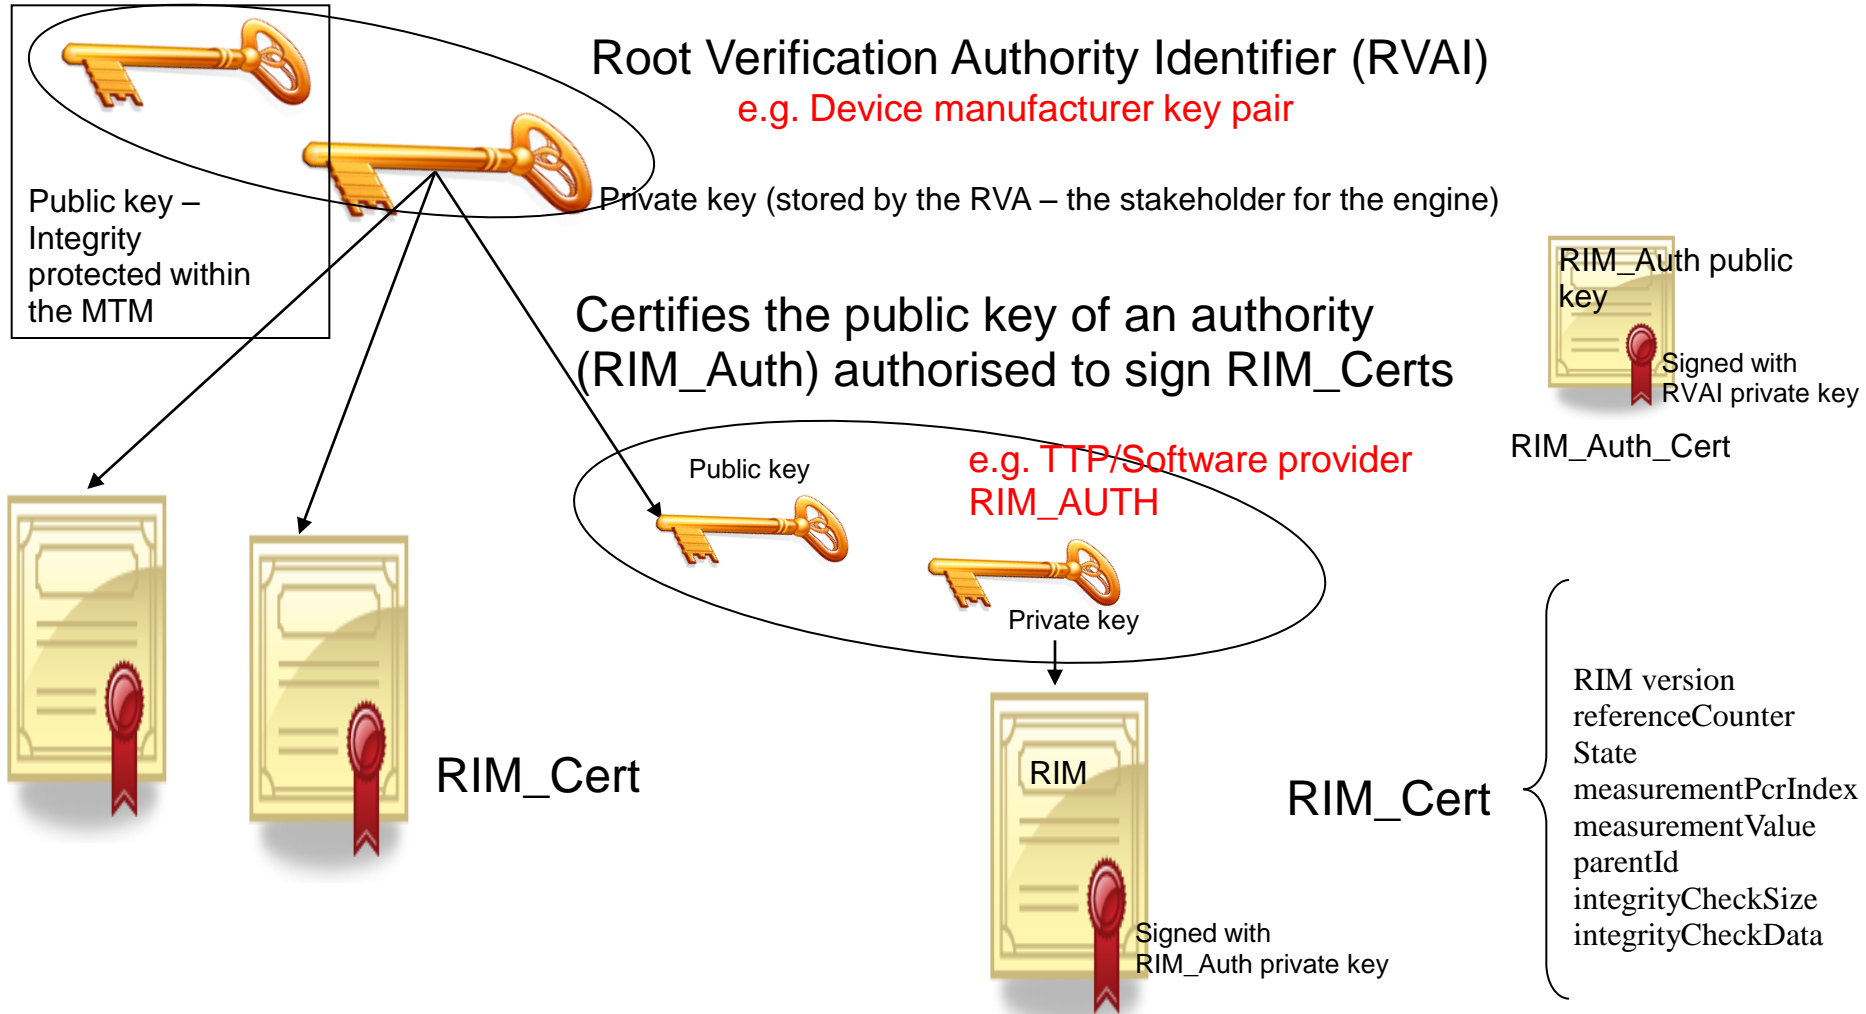 Root Verification Authority Identifier (RVAI)
e.g. Device manufacturer key pair
Public key –
Integrity
protected within
the MTM
Private key (stored by the RVA – the stakeholder for the engine)
RIM_Auth public
key
Signed with
RVAI private key
RIM_Auth_Cert
Certifies the public key of an authority
(RIM_Auth) authorised to sign RIM_Certs
Public key
e.g. TTP/Software provider
RIM_AUTH
Private key
RIM_Cert
RIM
Signed with
RIM_Auth private key
RIM_Cert
RIM version
referenceCounter
State
measurementPcrIndex
measurementValue
parentId
integrityCheckSize
integrityCheckData